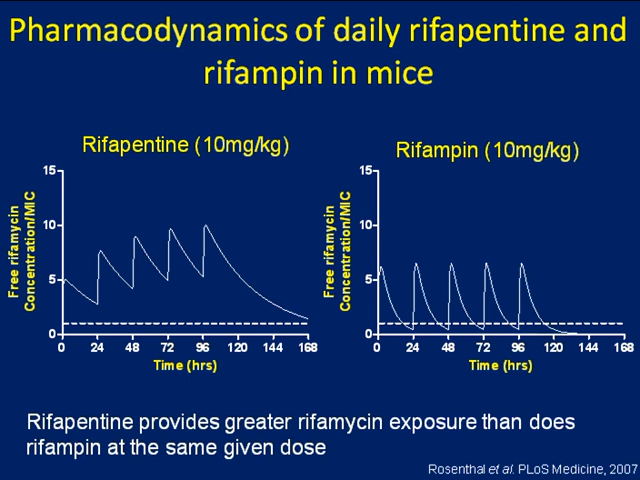 Pharmacodynamics of daily rifapentine and
rifampin in mice
Rifapentine (10mg/kg)
Free rifamycin
Concentration/MIC
15
10
5
0
0 24 48 72 96 120 144 168
Time (hrs)
Rifampin (10mg/kg)
Free rifamycin
Concentration/MIC
15
10
5
0
0 24 48 72 96 120 144 168
Time (hrs)
Rifapentine provides greater rifamycin exposure than does
rifampin at the same given dose
Rosenthal et al. PLoS Medicine, 2007